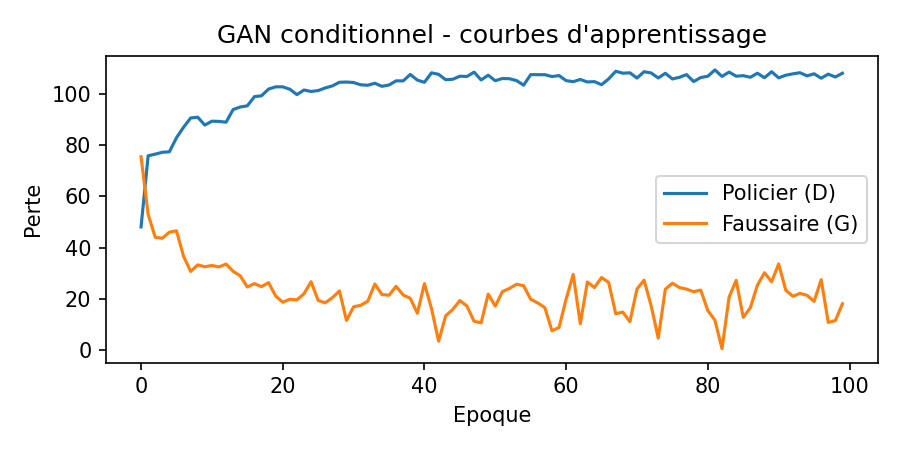 GAN conditionnel - courbes d'apprentissage
Perte
100
80
60
40
20
0
Policier (D)
Faussaire (G)
0 20 40 60 80 100
Epoque